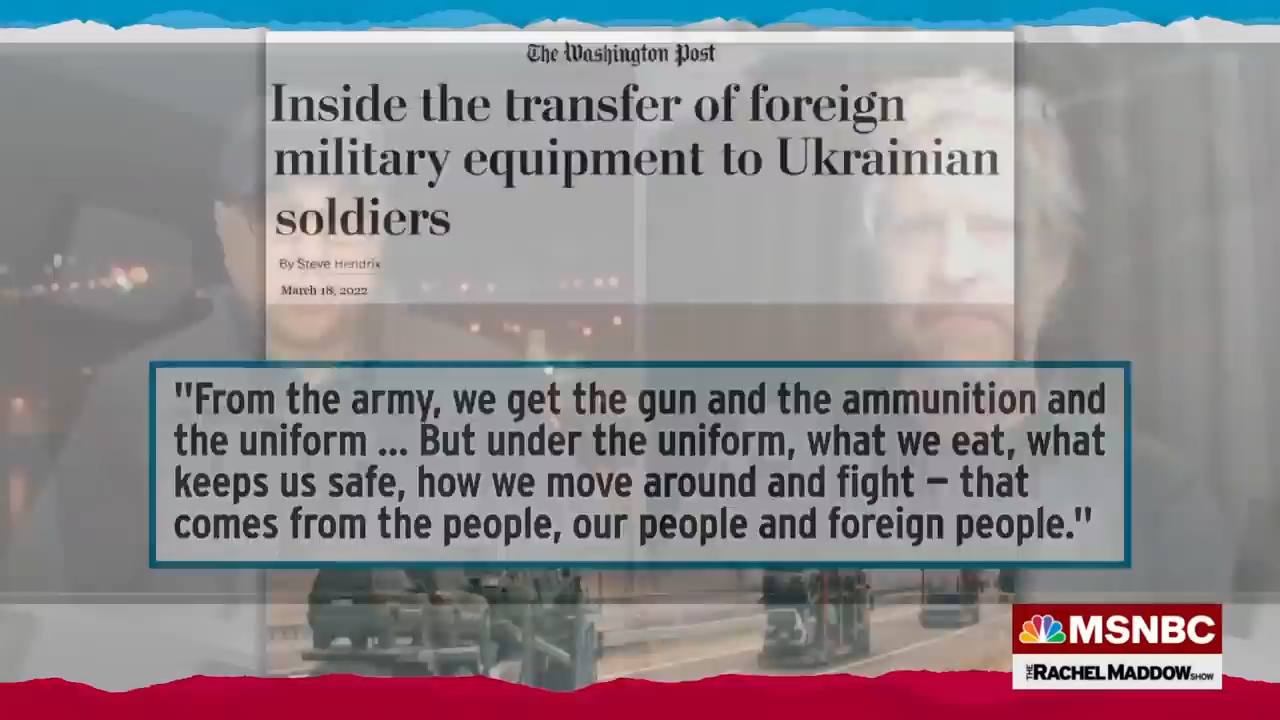 The Washington Post
Inside the transfer of foreign
military equipment to Ukrainian
soldiers
By Steve Hendrix
March 18, 2022
"From the army, we get the gun and the ammunition and
the uniform ... But under the uniform, what we eat, what
keeps us safe, how we move around and fight – that
comes from the people, our people and foreign people."
MSNBC
THE RACHEL MADDOW SHOW